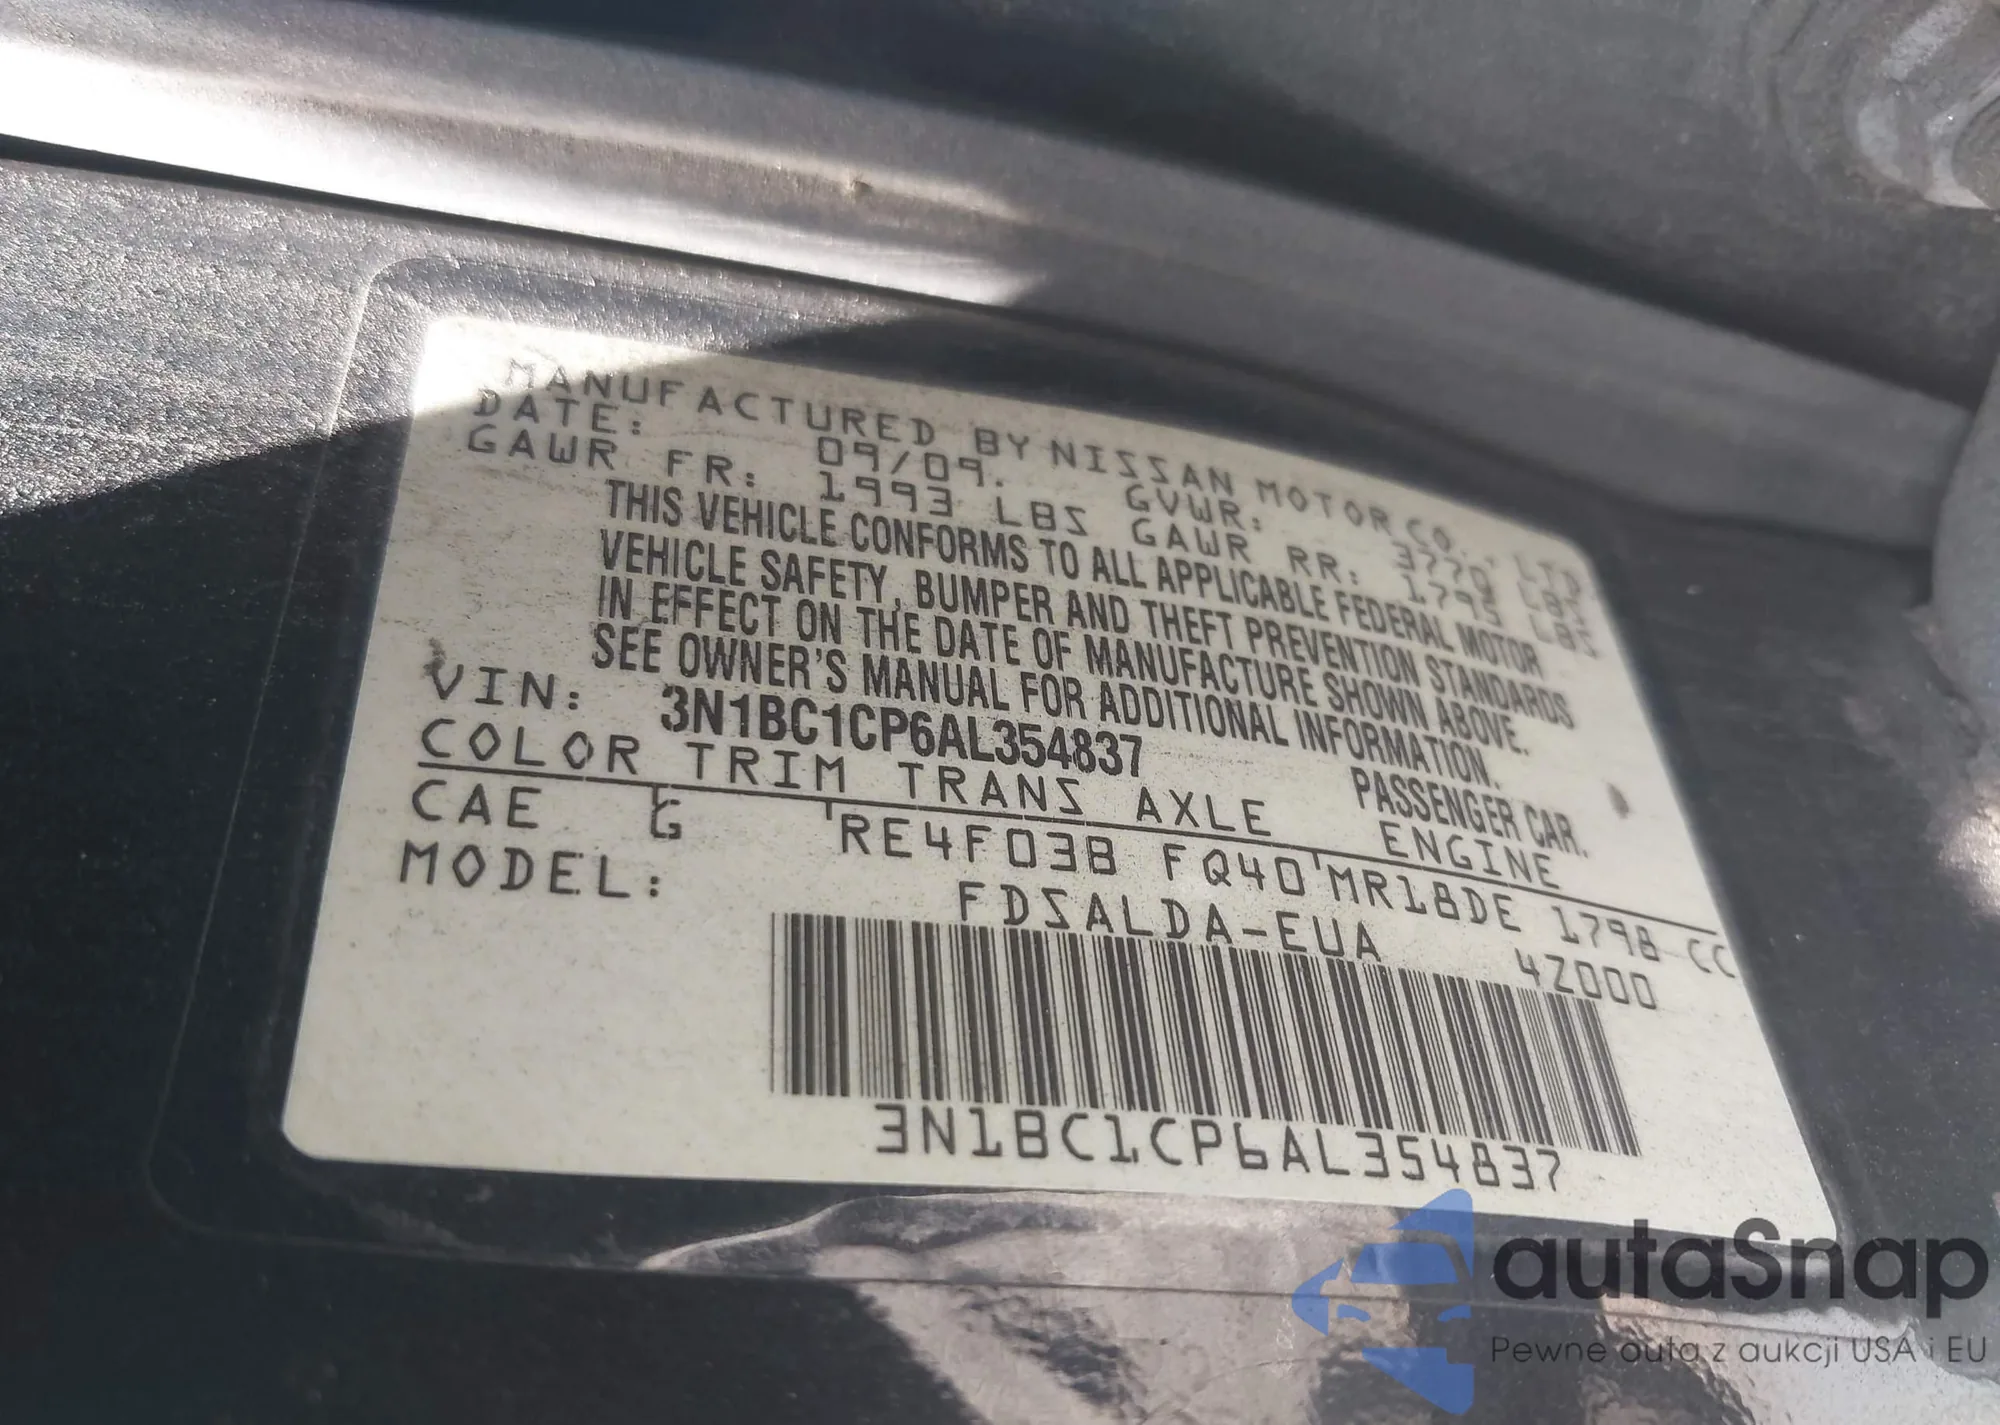 MANUFACTURED BY NISSAN MOTOR CO., LTD.
DATE: 09/09. GVWR: 3770 LBS
GAWR FR: 1993 LBS GAWR RR: 1795 LBS
THIS VEHICLE CONFORMS TO ALL APPLICABLE FEDERAL MOTOR
VEHICLE SAFETY, BUMPER AND THEFT PREVENTION STANDARDS
IN EFFECT ON THE DATE OF MANUFACTURE SHOWN ABOVE.
SEE OWNER'S MANUAL FOR ADDITIONAL INFORMATION.
VIN: 3N1BC1CP6AL354837 PASSENGER CAR.
COLOR TRIM TRANS AXLE ENGINE
CAE G RE4F03B FQ40 MR18DE 1798 CC
MODEL: FDSALDA-EUA 4Z000
3N1BC1CP6AL354837
autaSnap
Pewne auta z aukcji USA i EU